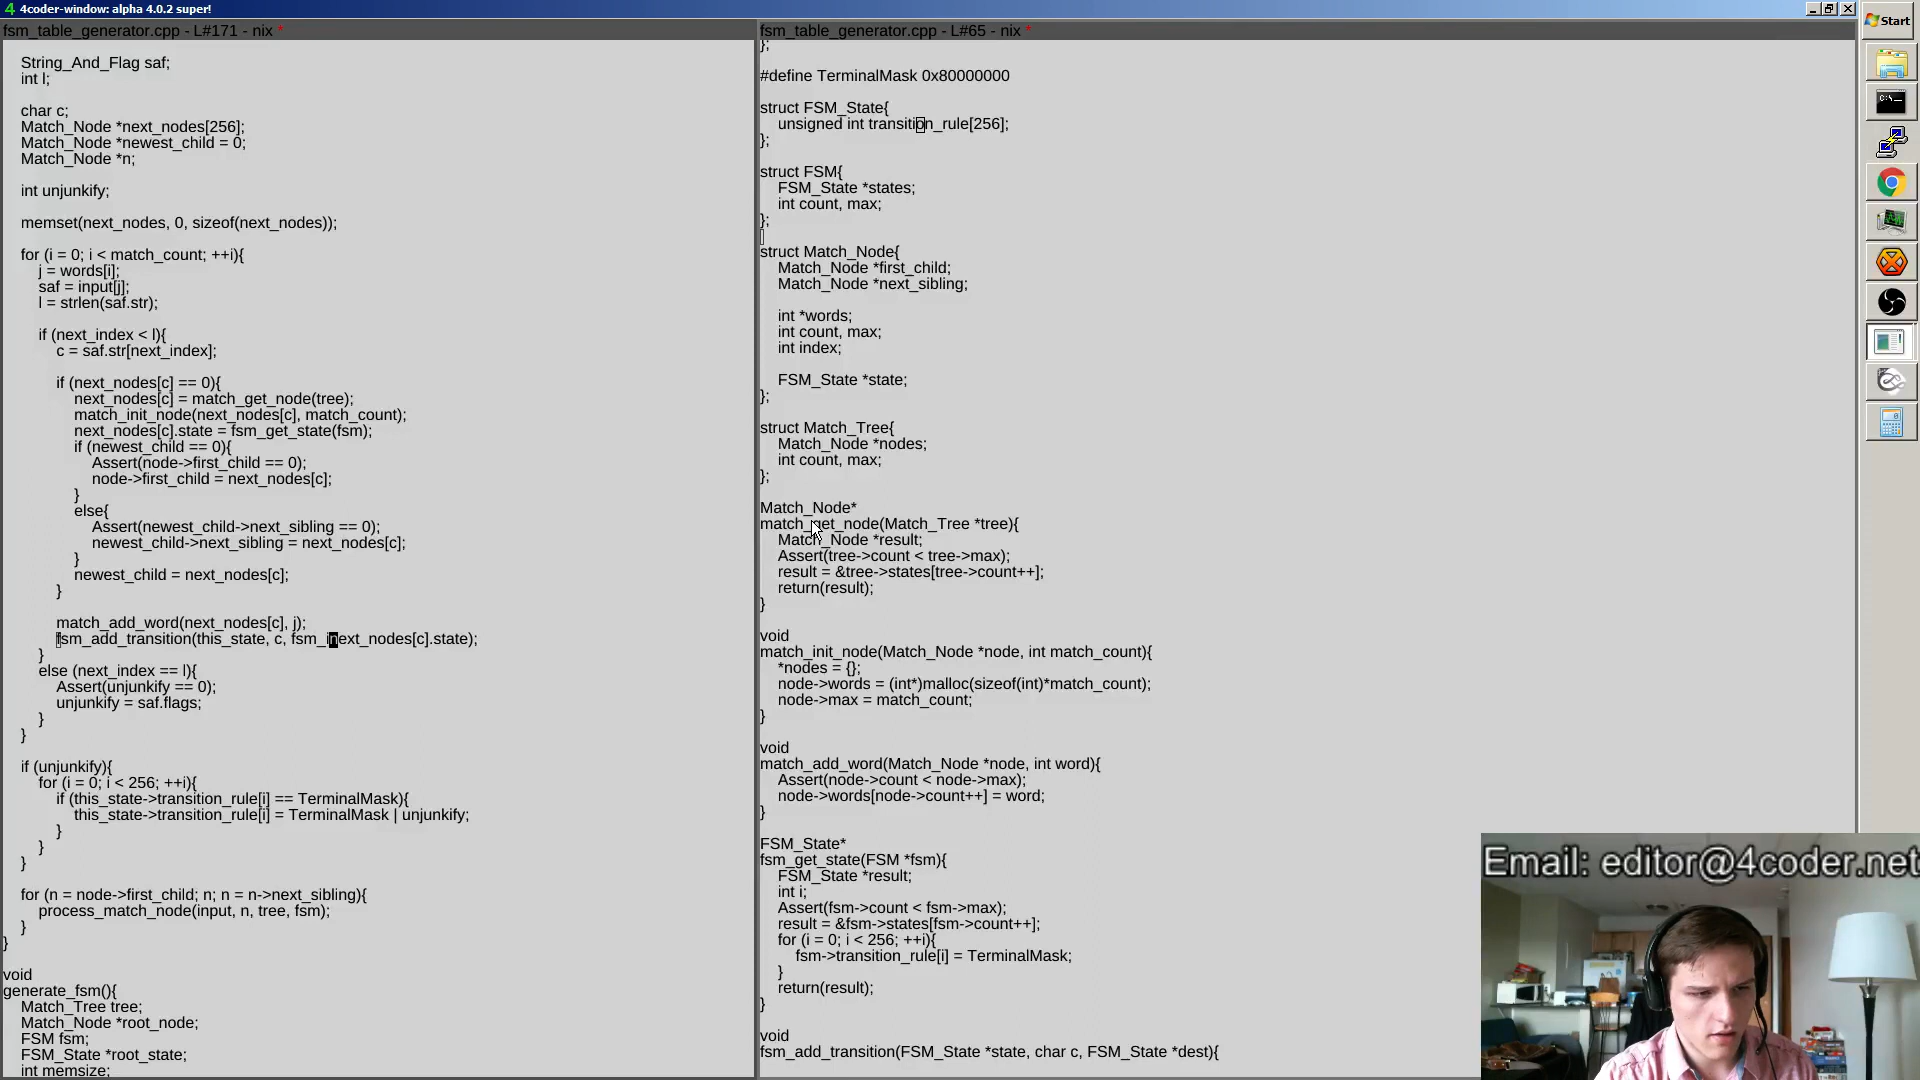 4 4coder-window: alpha 4.0.2 super!
fsm_table_generator.cpp - L#171 - nix *
String_And_Flag saf;
int l;
char c;
Match_Node *next_nodes[256];
Match_Node *newest_child = 0;
Match_Node *n;
int unjunkify;
memset(next_nodes, 0, sizeof(next_nodes));
for (i = 0; i < match_count; ++i){
j = words[i];
saf = input[j];
l = strlen(saf.str);
if (next_index < l){
c = saf.str[next_index];
if (next_nodes[c] == 0){
next_nodes[c] = match_get_node(tree);
match_init_node(next_nodes[c], match_count);
next_nodes[c].state = fsm_get_state(fsm);
if (newest_child == 0){
Assert(node->first_child == 0);
node->first_child = next_nodes[c];
}
else{
Assert(newest_child->next_sibling == 0);
newest_child->next_sibling = next_nodes[c];
}
newest_child = next_nodes[c];
}
match_add_word(next_nodes[c], j);
fsm_add_transition(this_state, c, fsm_inext_nodes[c].state);
}
else (next_index == l){
Assert(unjunkify == 0);
unjunkify = saf.flags;
}
}
if (unjunkify){
for (i = 0; i < 256; ++i){
if (this_state->transition_rule[i] == TerminalMask){
this_state->transition_rule[i] = TerminalMask | unjunkify;
}
}
}
for (n = node->first_child; n; n = n->next_sibling){
process_match_node(input, n, tree, fsm);
}
}
void
generate_fsm(){
Match_Tree tree;
Match_Node *root_node;
FSM fsm;
FSM_State *root_state;
int memsize;
fsm_table_generator.cpp - L#65 - nix *
};
#define TerminalMask 0x80000000
struct FSM_State{
unsigned int transition_rule[256];
};
struct FSM{
FSM_State *states;
int count, max;
};
struct Match_Node{
Match_Node *first_child;
Match_Node *next_sibling;
int *words;
int count, max;
int index;
FSM_State *state;
};
struct Match_Tree{
Match_Node *nodes;
int count, max;
};
Match_Node*
match_get_node(Match_Tree *tree){
Match_Node *result;
Assert(tree->count < tree->max);
result = &tree->states[tree->count++];
return(result);
}
void
match_init_node(Match_Node *node, int match_count){
*nodes = {};
node->words = (int*)malloc(sizeof(int)*match_count);
node->max = match_count;
}
void
match_add_word(Match_Node *node, int word){
Assert(node->count < node->max);
node->words[node->count++] = word;
}
FSM_State*
fsm_get_state(FSM *fsm){
FSM_State *result;
int i;
Assert(fsm->count < fsm->max);
result = &fsm->states[fsm->count++];
for (i = 0; i < 256; ++i){
fsm->transition_rule[i] = TerminalMask;
}
return(result);
}
void
fsm_add_transition(FSM_State *state, char c, FSM_State *dest){
Start
Email: editor@4coder.net